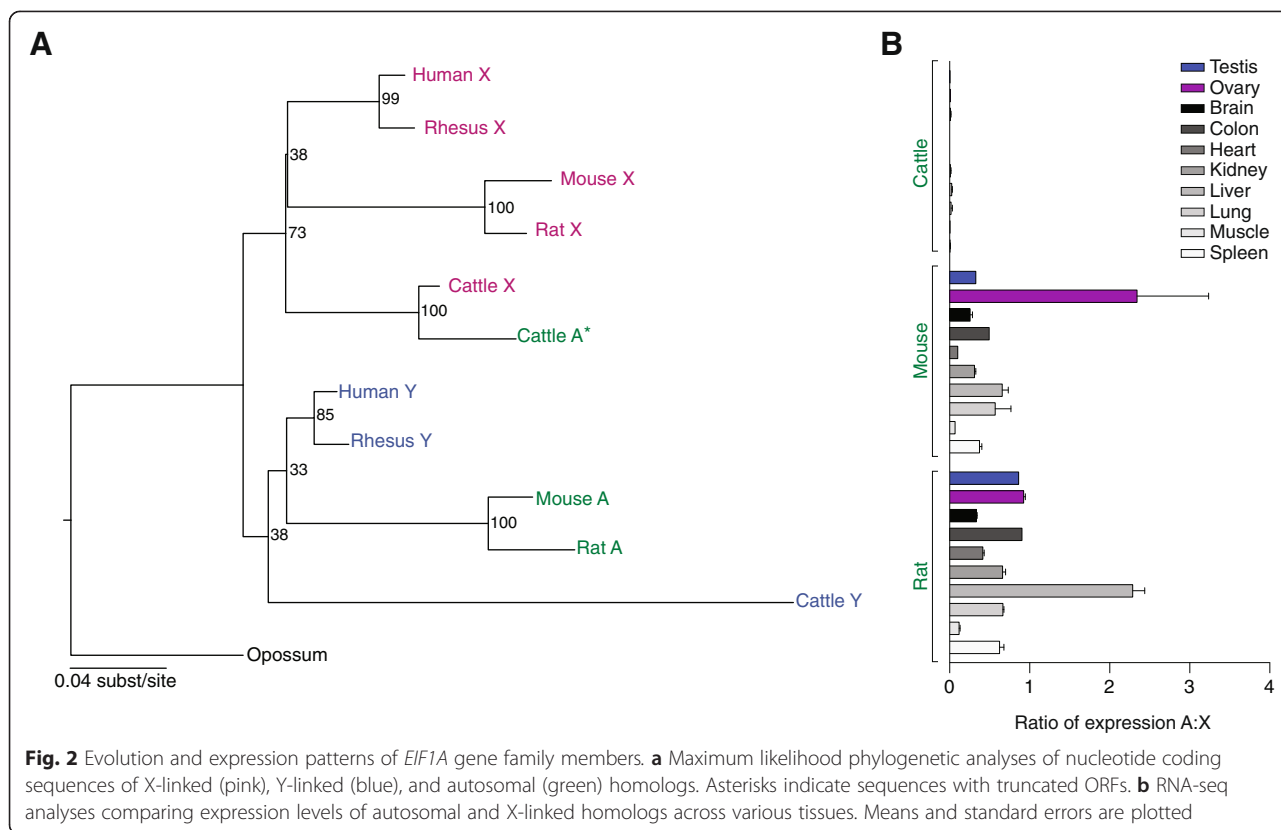 A
Human X
99
Rhesus X
38
Mouse X
100
Rat X
73
Cattle X
100
Cattle A*
Human Y
85
Rhesus Y
33
Mouse A
100
Rat A
38
Cattle Y
Opossum
0.04 subst/site
B
Cattle
Mouse
Rat
Testis
Ovary
Brain
Colon
Heart
Kidney
Liver
Lung
Muscle
Spleen
0 1 2 3 4
Ratio of expression A:X
Fig. 2 Evolution and expression patterns of EIF1A gene family members. a Maximum likelihood phylogenetic analyses of nucleotide coding
sequences of X-linked (pink), Y-linked (blue), and autosomal (green) homologs. Asterisks indicate sequences with truncated ORFs. b RNA-seq
analyses comparing expression levels of autosomal and X-linked homologs across various tissues. Means and standard errors are plotted